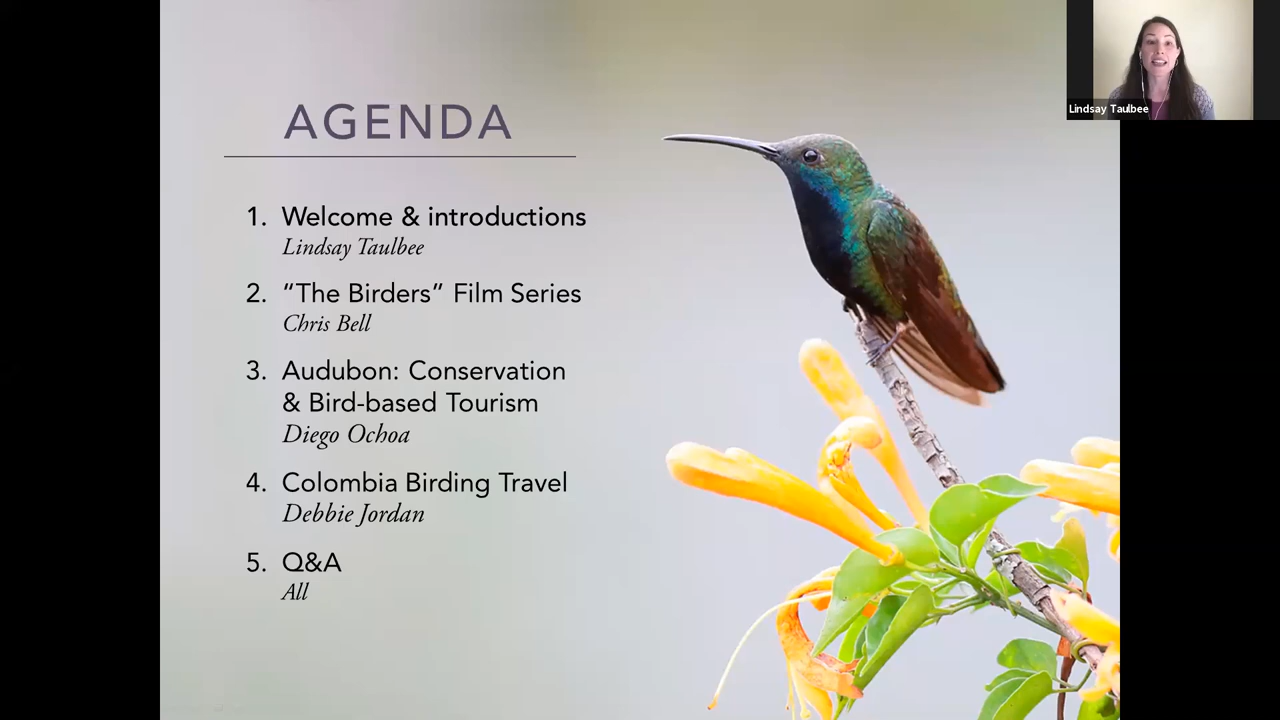 AGENDA
1. Welcome & introductions
Lindsay Taulbee
2. “The Birders” Film Series
Chris Bell
3. Audubon: Conservation
& Bird-based Tourism
Diego Ochoa
4. Colombia Birding Travel
Debbie Jordan
5. Q&A
All
Lindsay Taulbee